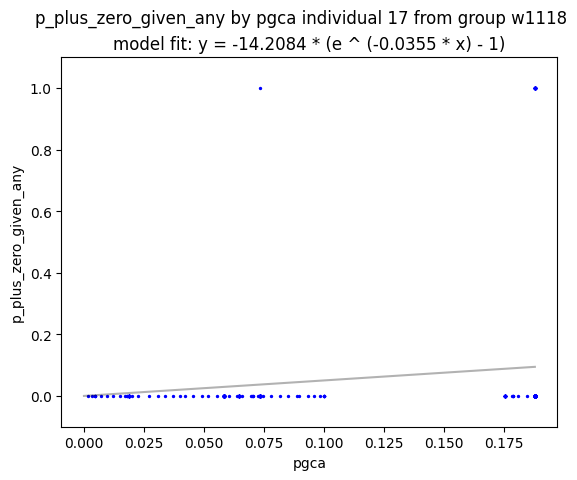 p_plus_zero_given_any by pgca individual 17 from group w1118
model fit: y = -14.2084 * (e ^ (-0.0355 * x) - 1)
1.0
0.8
0.6
0.4
0.2
0.0
p_plus_zero_given_any
0.000 0.025 0.050 0.075 0.100 0.125 0.150 0.175
pgca